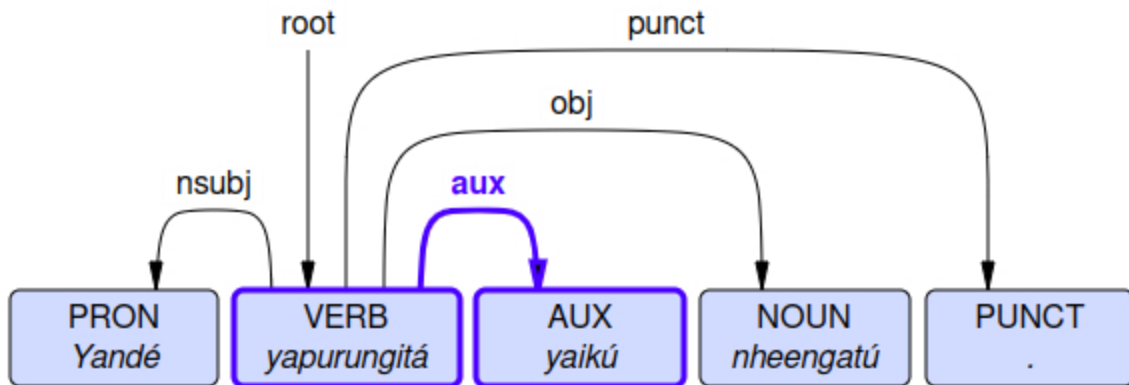 root
punct
obj
nsubj
aux
PRON VERB AUX NOUN PUNCT
Yandé yapurungitá yaikú nheengatú .